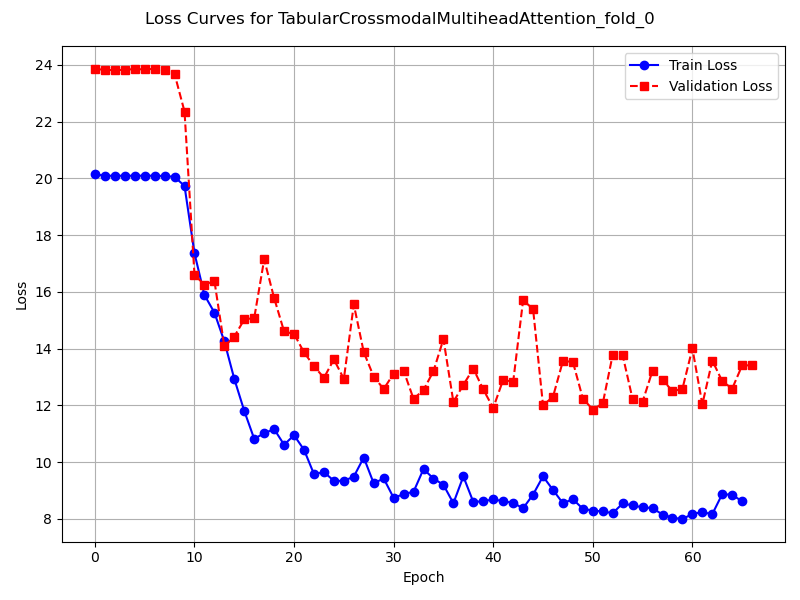 Loss Curves for TabularCrossmodalMultiheadAttention_fold_0
Train Loss
Validation Loss
24
22
20
18
16
14
12
10
8
Loss
0 10 20 30 40 50 60
Epoch